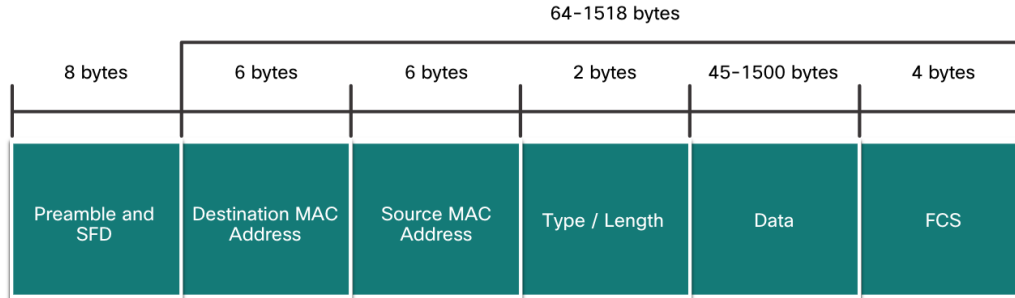 64-1518 bytes
8 bytes
6 bytes
6 bytes
2 bytes
45-1500 bytes
4 bytes
Preamble and
SFD
Destination MAC
Address
Source MAC
Address
Type / Length
Data
FCS